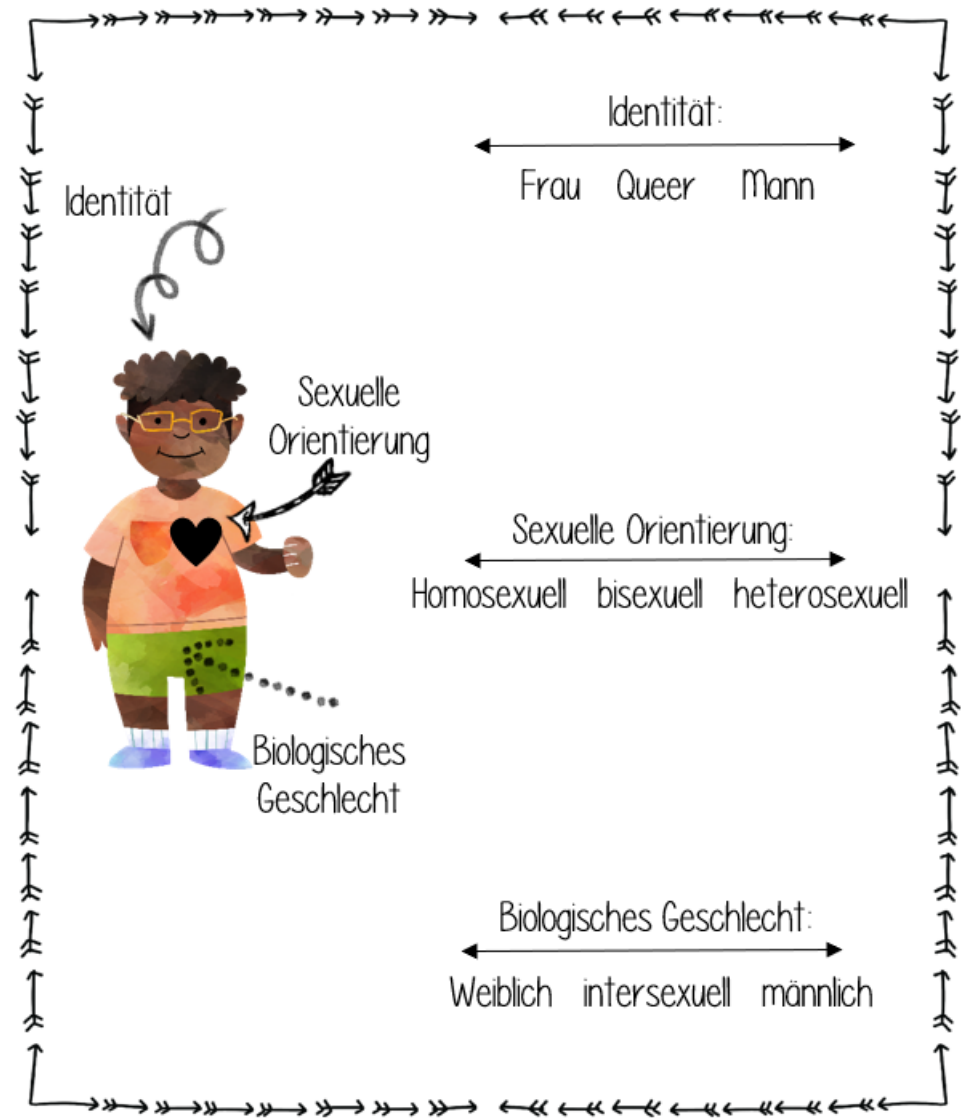 Identität:
Frau Queer Mann
Identität
Sexuelle
Orientierung
Sexuelle Orientierung:
Homosexuell bisexuell heterosexuell
Biologisches
Geschlecht
Biologisches Geschlecht:
Weiblich intersexuell männlich